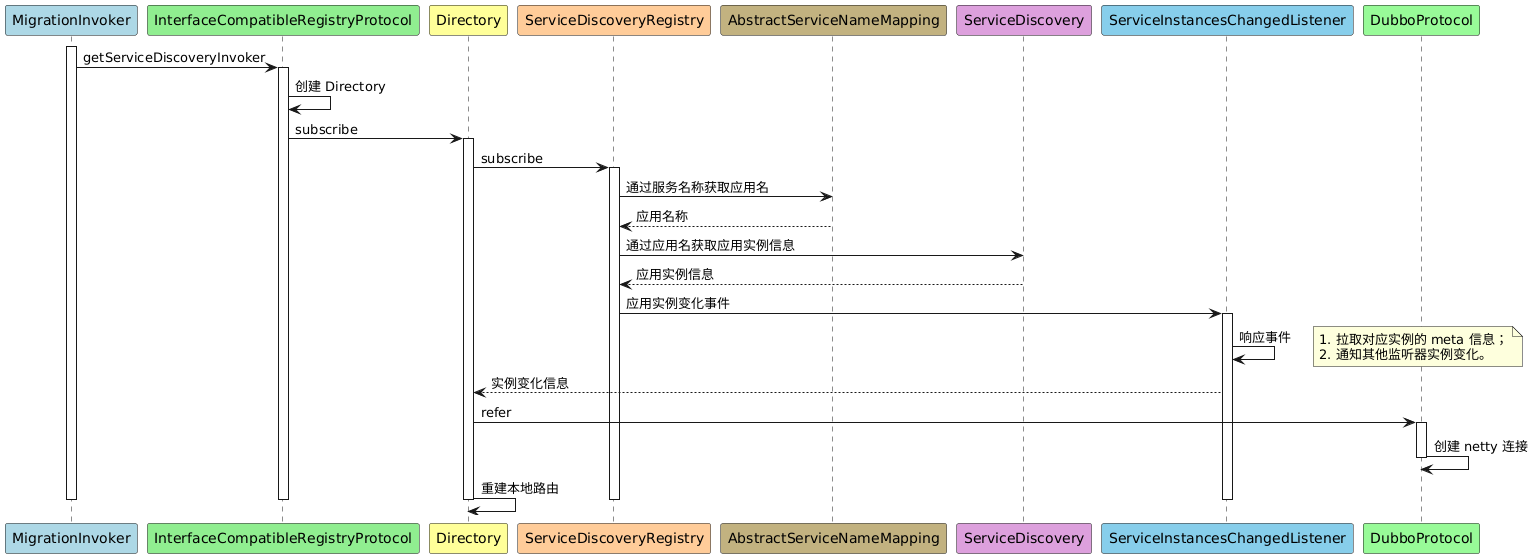 MigrationInvoker
InterfaceCompatibleRegistryProtocol
Directory
ServiceDiscoveryRegistry
AbstractServiceNameMapping
ServiceDiscovery
ServiceInstancesChangedListener
DubboProtocol
getServiceDiscoveryInvoker
创建 Directory
subscribe
subscribe
通过服务名称获取应用名
应用名称
通过应用名获取应用实例信息
应用实例信息
应用实例变化事件
响应事件
1. 拉取对应实例的 meta 信息；
2. 通知其他监听器实例变化。
实例变化信息
refer
创建 netty 连接
重建本地路由
MigrationInvoker
InterfaceCompatibleRegistryProtocol
Directory
ServiceDiscoveryRegistry
AbstractServiceNameMapping
ServiceDiscovery
ServiceInstancesChangedListener
DubboProtocol